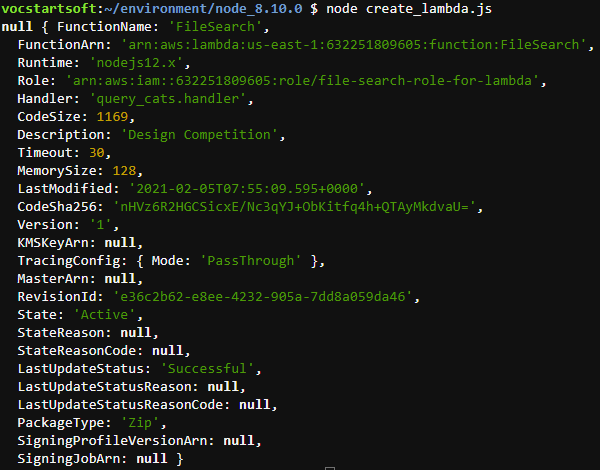 vocstartsoft:~/environment/node_8.10.0 $ node create_lambda.js
null { FunctionName: 'FileSearch',
  FunctionArn: 'arn:aws:lambda:us-east-1:632251809605:function:FileSearch',
  Runtime: 'nodejs12.x',
  Role: 'arn:aws:iam::632251809605:role/file-search-role-for-lambda',
  Handler: 'query_cats.handler',
  CodeSize: 1169,
  Description: 'Design Competition',
  Timeout: 30,
  MemorySize: 128,
  LastModified: '2021-02-05T07:55:09.595+0000',
  CodeSha256: 'nHVz6R2HGCSicxE/Nc3qYJ+ObKitfq4h+QTAyMkdvaU=',
  Version: '1',
  KMSKeyArn: null,
  TracingConfig: { Mode: 'PassThrough' },
  MasterArn: null,
  RevisionId: 'e36c2b62-e8ee-4232-905a-7dd8a059da46',
  State: 'Active',
  StateReason: null,
  StateReasonCode: null,
  LastUpdateStatus: 'Successful',
  LastUpdateStatusReason: null,
  LastUpdateStatusReasonCode: null,
  PackageType: 'Zip',
  SigningProfileVersionArn: null,
  SigningJobArn: null }